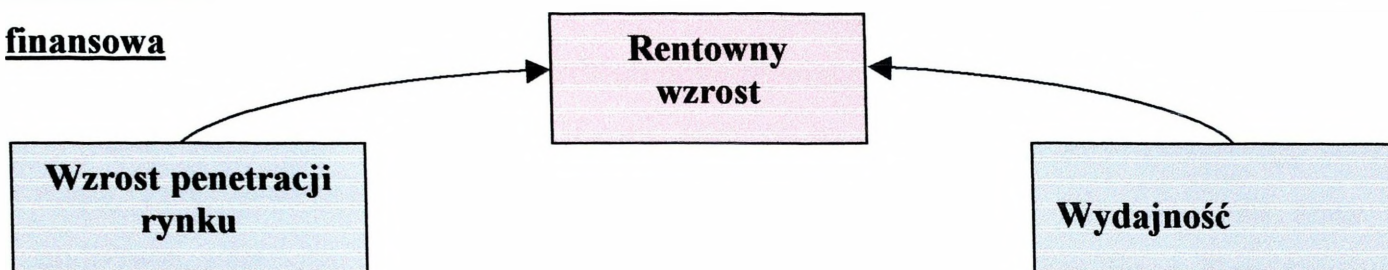 finansowa
Rentowny
wzrost
Wzrost penetracji
rynku
Wydajność